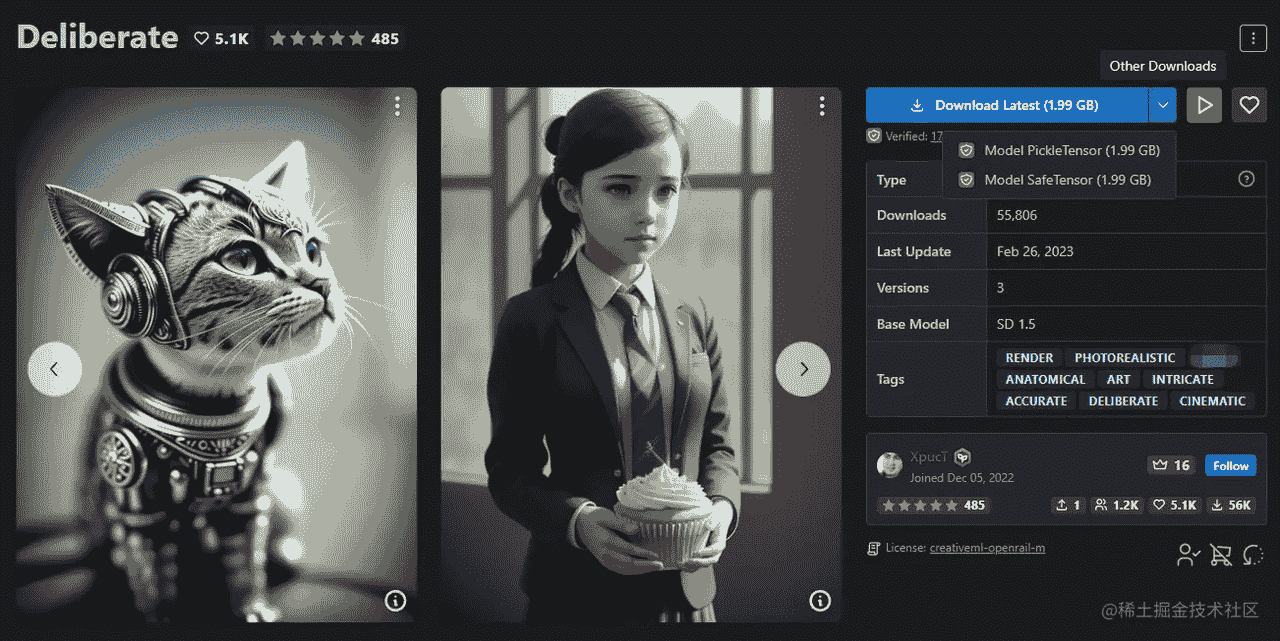 Deliberate 5.1K 485
Other Downloads
Download Latest (1.99 GB)
Verified: 17
Model PickleTensor (1.99 GB)
Model SafeTensor (1.99 GB)
Type
Downloads 55,806
Last Update Feb 26, 2023
Versions 3
Base Model SD 1.5
Tags
RENDER PHOTOREALISTIC
ANATOMICAL ART INTRICATE
ACCURATE DELIBERATE CINEMATIC
XpucT
Joined Dec 05, 2022
16 Follow
485 1 1.2K 5.1K 56K
License: creativeml-openrail-m
@稀土掘金技术社区